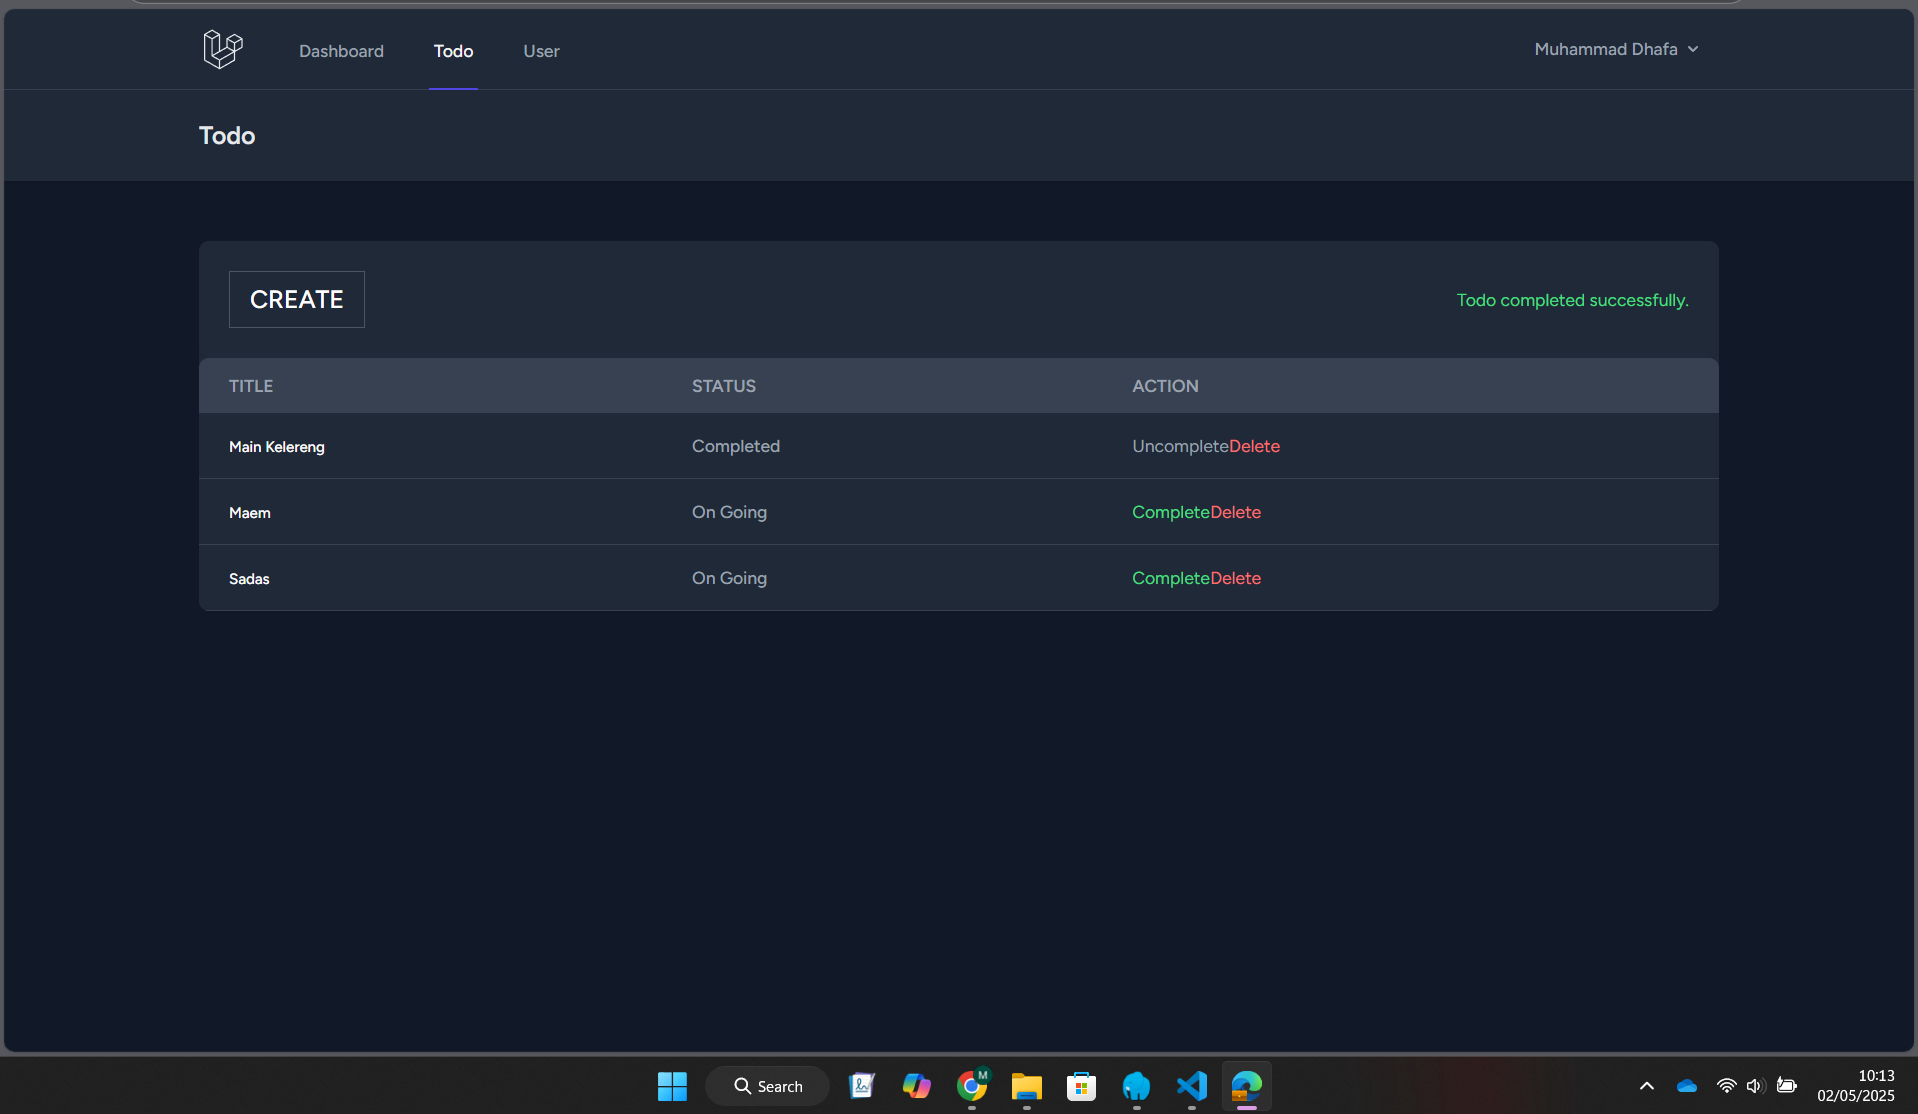 Dashboard Todo User Muhammad Dhafa
Todo
CREATE Todo completed successfully.
TITLE STATUS ACTION
Main Kelereng Completed UncompleteDelete
Maem On Going CompleteDelete
Sadas On Going CompleteDelete
M
Search
10:13
02/05/2025